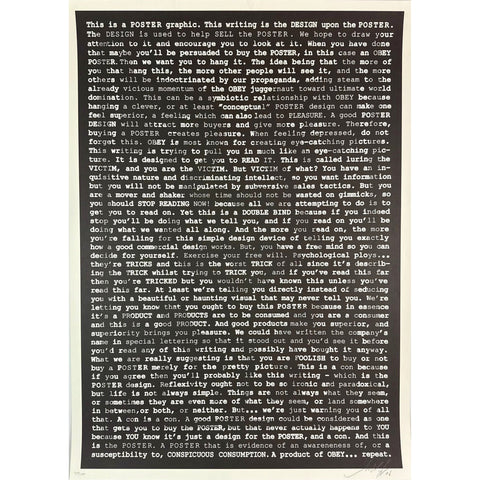 This is a POSTER graphic. This writing is the DESIGN upon the POSTER.
The DESIGN is used to help SELL the POSTER. We hope to draw your
attention to it and encourage you to look at it. When you have done
that maybe you'll be persuaded to buy the POSTER, in this case an OBEY
POSTER. Then we want you to hang it. The idea being that the more of
you that hang this, the more other people will see it, and the more
others will be indoctrinated by our propaganda, adding steam to the
already vicious momentum of the OBEY juggernaut toward ultimate world
domination. This can be a symbiotic relationship with OBEY because
hanging a clever, or at least "conceptual" POSTER design can make one
feel superior, a feeling which can also lead to PLEASURE. A good POSTER
DESIGN will attract more buyers and give more pleasure. Therefore,
buying a POSTER creates pleasure. When feeling depressed, do not
forget this. OBEY is most known for creating eye-catching pictures.
This writing is trying to pull you in much like an eye-catching pic-
ture. It is designed to get you to READ IT. This is called luring the
VICTIM, and you are the VICTIM. But VICTIM of what? You have an in-
quisitive nature and discriminating intellect, so you want information
but you will not be manipulated by subversive sales tactics. But you
are a mover and shaker whose time should not be wasted on gimmicks, so
you should STOP READING NOW! because all we are attempting to do is to
get you to read on. Yet this is a DOUBLE BIND because if you indeed
stop you'll be doing what we tell you, and if you read on you'll be
doing what we wanted all along. And the more you read on, the more
you're falling for this simple design device of telling you exactly
how a good commercial design works. But, you have a free mind so you can
decide for yourself. Exercise your free will. Psychological ploys...
they're TRICKS and this is the worst TRICK of all since it's describ-
ing the TRICK whilst trying to TRICK you, and if you've read this far
then you're TRICKED but you wouldn't have known this unless you've
read this far. At least we're telling you directly instead of seducing
you with a beautiful or haunting visual that may never tell you. We're
letting you know that you ought to buy this POSTER because in essence
it's a PRODUCT and PRODUCTS are to be consumed and you are a consumer
and this is a good PRODUCT. And good products make you superior, and
superiority brings you pleasure. We could have written the company's
name in special lettering so that it stood out and you'd see it before
you'd read any of this writing and possibly have bought it anyway.
What we are really suggesting is that you are FOOLISH to buy or not
buy a POSTER merely for the pretty picture. This is a con because
if you agree then you'll probably like this writing - which is the
POSTER design. Reflexivity ought not to be so ironic and paradoxical,
but life is not always simple. Things are not always what they seem,
or sometimes they are even more of what they seem, or land somewhere
in between, or both, or neither. But... we're just warning you of all
that. A con is a con. A good POSTER design could be considered as one
that gets you to buy the POSTER, but that never actually happens to YOU
because YOU know it's just a design for the POSTER, and a con. And this
is the POSTER. A POSTER that is evidence of an awareness of, or a
susceptibility to, CONSPICUOUS CONSUMPTION. A product of OBEY... repeat.